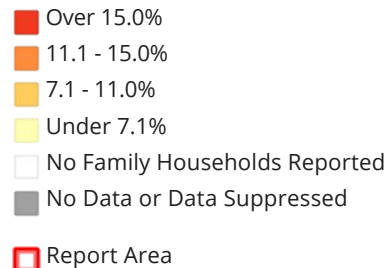 Over 15.0%
11.1 - 15.0%
7.1 - 11.0%
Under 7.1%
No Family Households Reported
No Data or Data Suppressed
Report Area